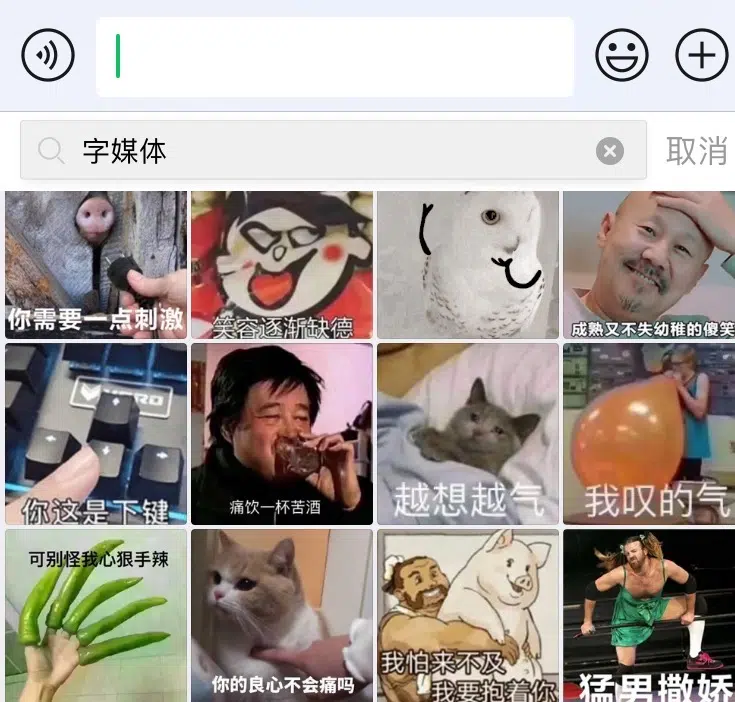 字媒体
取消
你需要一点刺激
笑容逐渐缺德
成熟又不失幼稚的傻笑
你这是下键
痛饮一杯苦酒
越想越气
我叹的气
可别怪我心狠手辣
你的良心不会痛吗
我怕来不及
我要抱着你
猛男撒娇